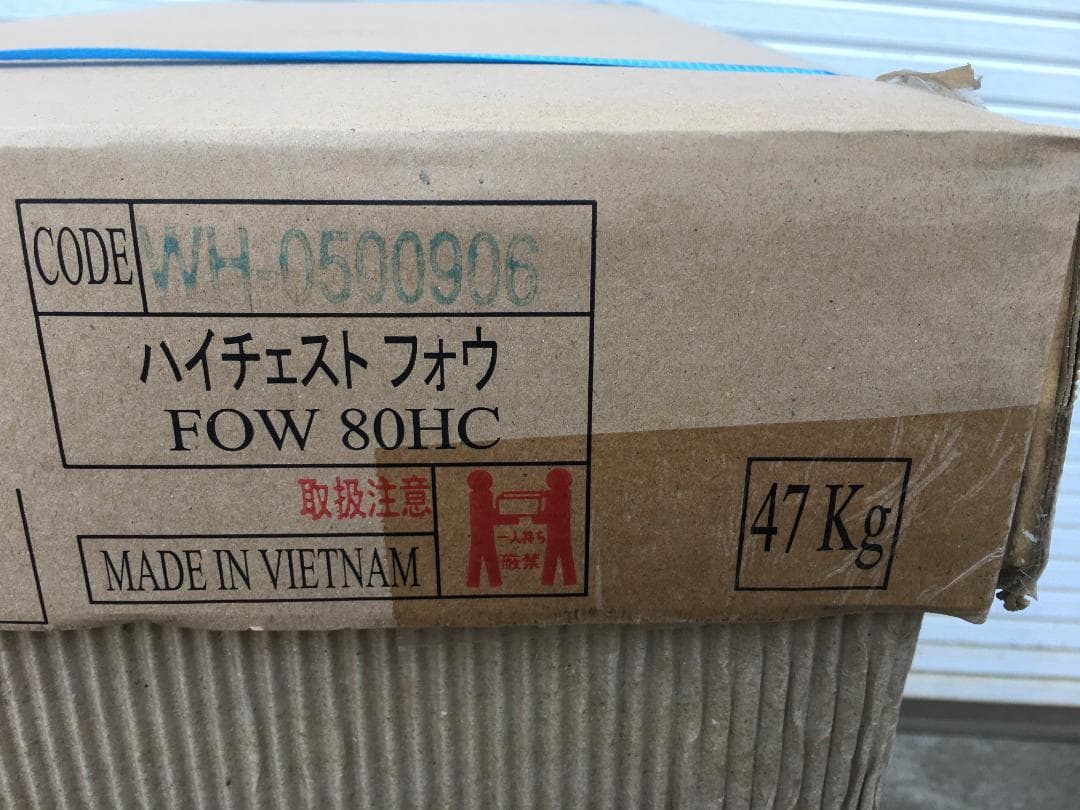 CODE WH-0500906
ハイチェスト フォウ
FOW 80HC
取扱注意
一人持ち
厳禁
MADE IN VIETNAM
47 Kg